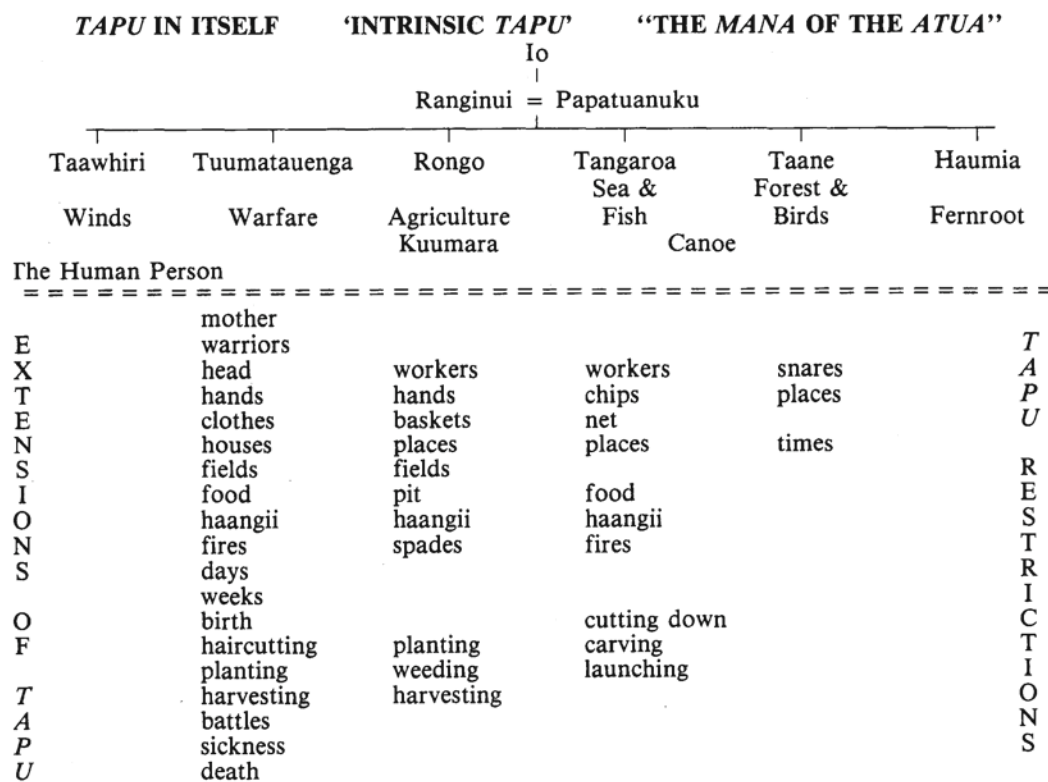 TAPU IN ITSELF 'INTRINSIC TAPU' "THE MANA OF THE ATUA"
Io
Ranginui = Papatuanuku
Taawhiri Tuumatauenga Rongo Tangaroa Taane Haumia
Sea & Forest &
Winds Warfare Agriculture Fish Birds Fernroot
Kuumara Canoe
The Human Person
mother
E warriors T
X head workers workers snares A
T hands hands chips places P
E clothes baskets net U
N houses places places times
S fields fields R
I food pit food E
O haangii haangii haangii S
N fires spades fires T
S days R
weeks I
O birth cutting down C
F haircutting planting carving T
planting weeding launching I
T harvesting harvesting O
A battles N
P sickness S
U death